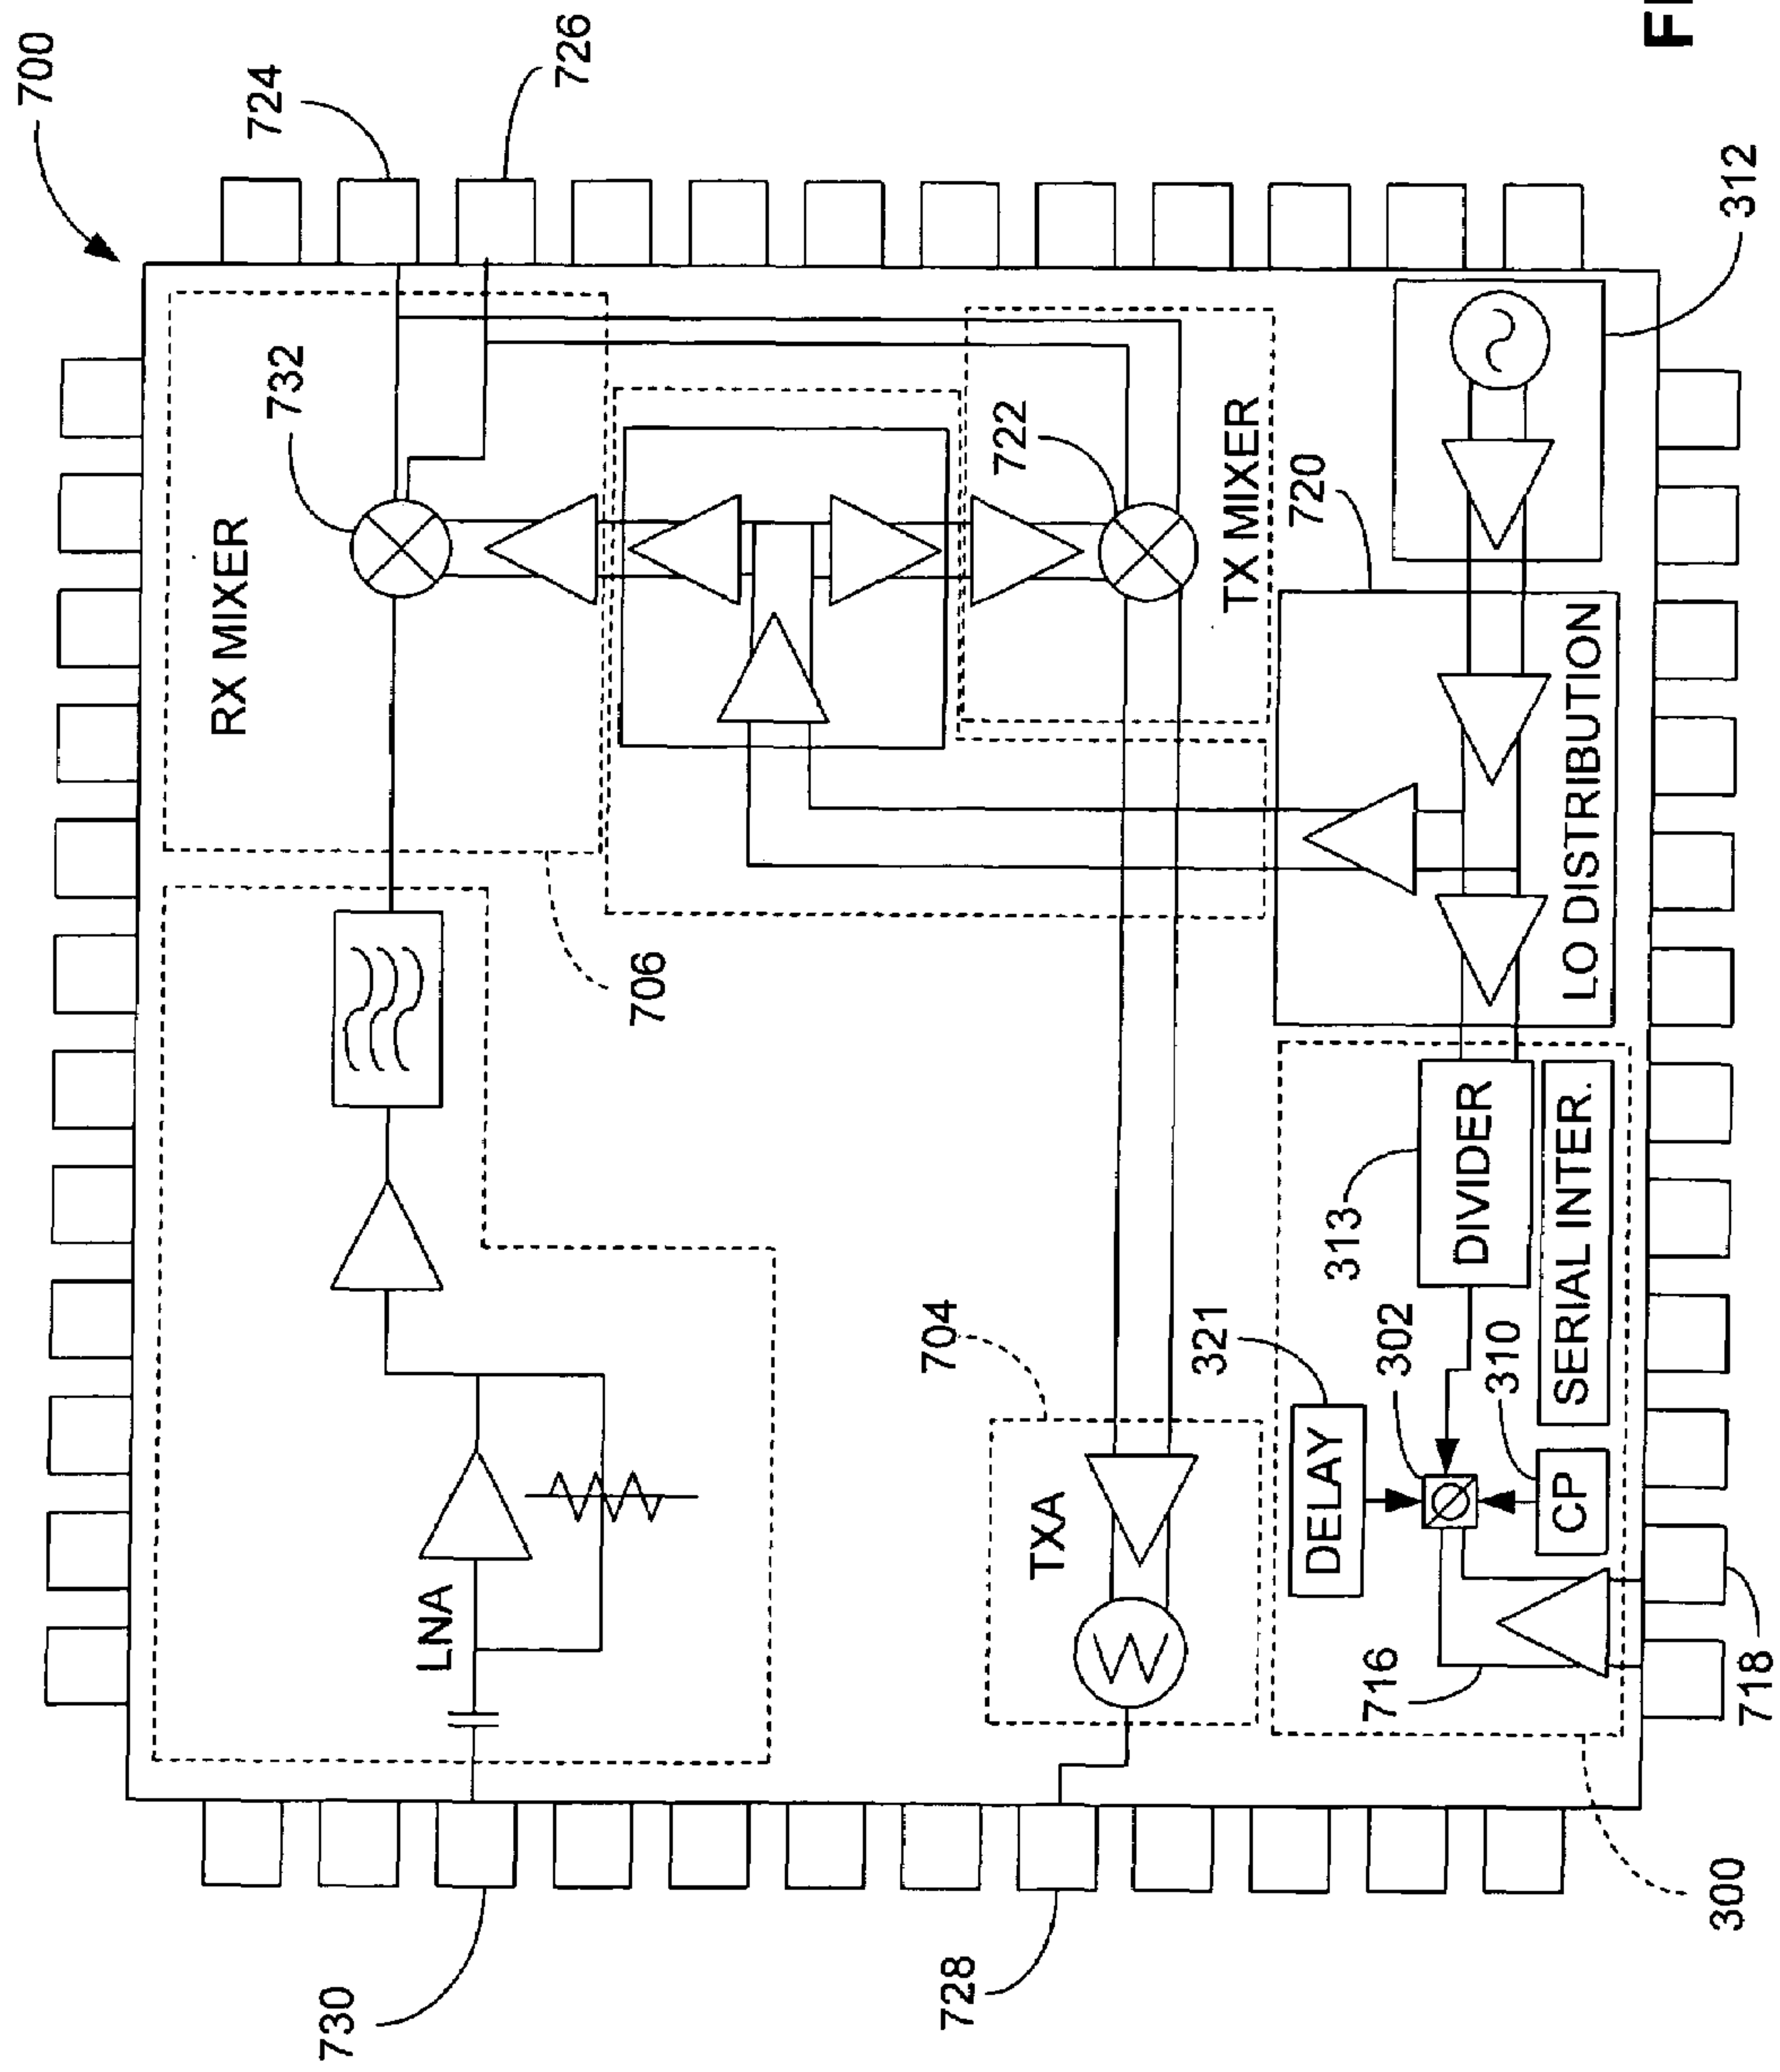 700
724
RX MIXER
732
730
LNA
726
706
704
728
722
TXA
321
TX MIXER
720
DELAY
313
716
302
DIVIDER
310
CP
SERIAL INTER.
LO DISTRIBUTION
300
312
718